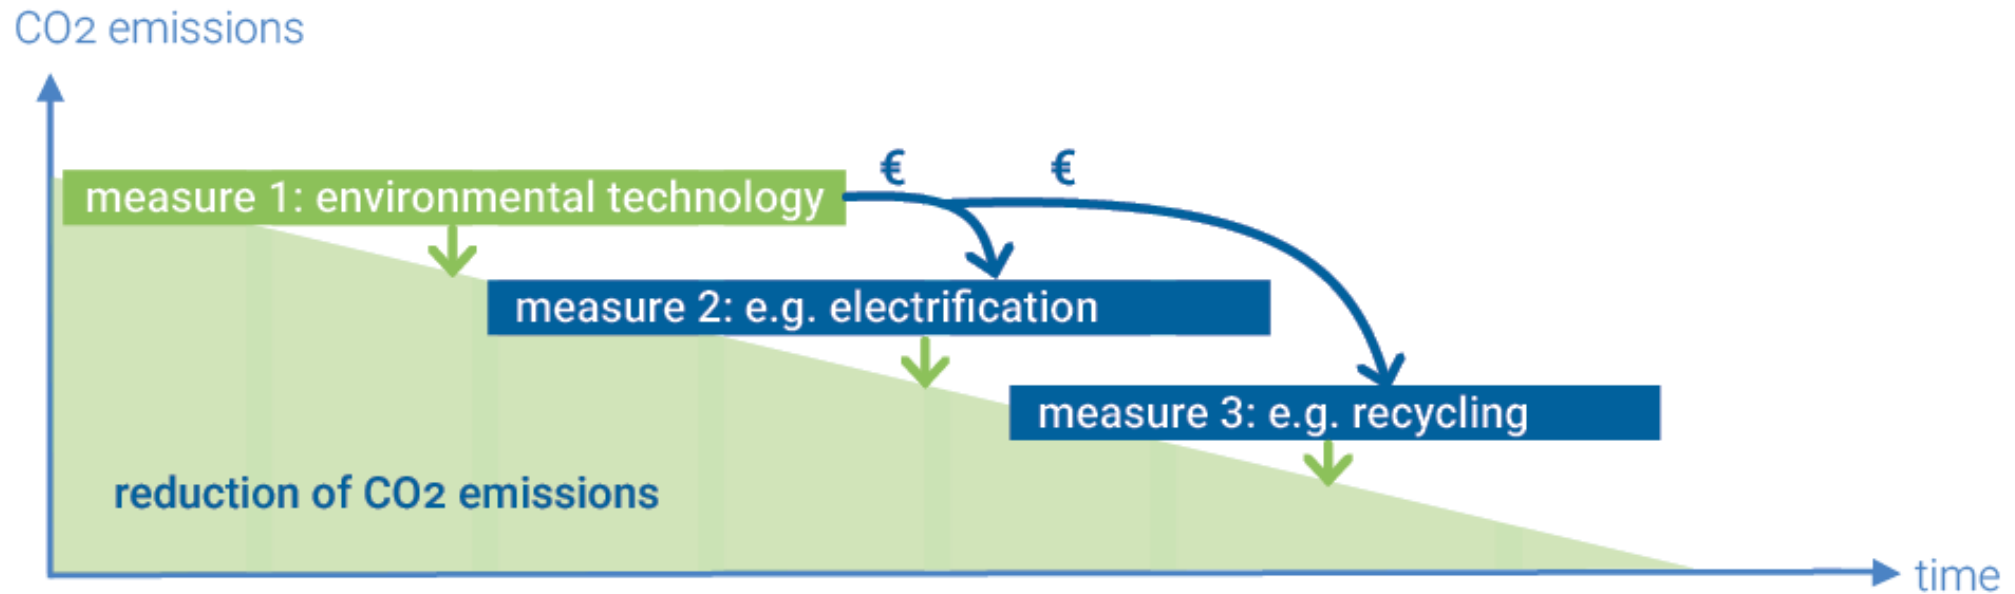 CO2 emissions
€ €
measure 1: environmental technology
measure 2: e.g. electrification
measure 3: e.g. recycling
reduction of CO2 emissions
time